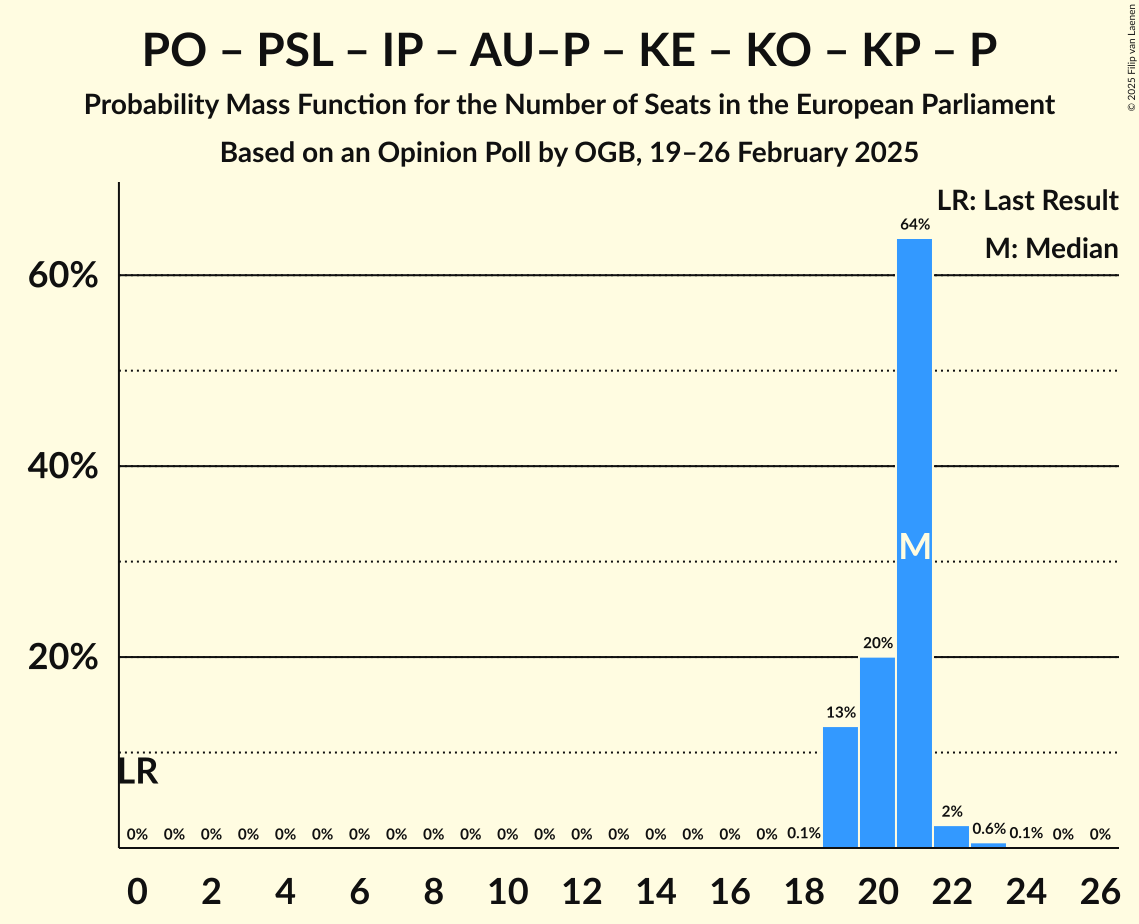 PO – PSL – IP – AU–P – KE – KO – KP – P
Probability Mass Function for the Number of Seats in the European Parliament
Based on an Opinion Poll by OGB, 19–26 February 2025
© 2025 Filip van Laenen
LR: Last Result
M: Median
64%
60%
40%
M
20%
20%
13%
LR
2%
0% 0% 0% 0% 0% 0% 0% 0% 0% 0% 0% 0% 0% 0% 0% 0% 0% 0% 0.1% 0.6% 0.1% 0% 0%
0 2 4 6 8 10 12 14 16 18 20 22 24 26